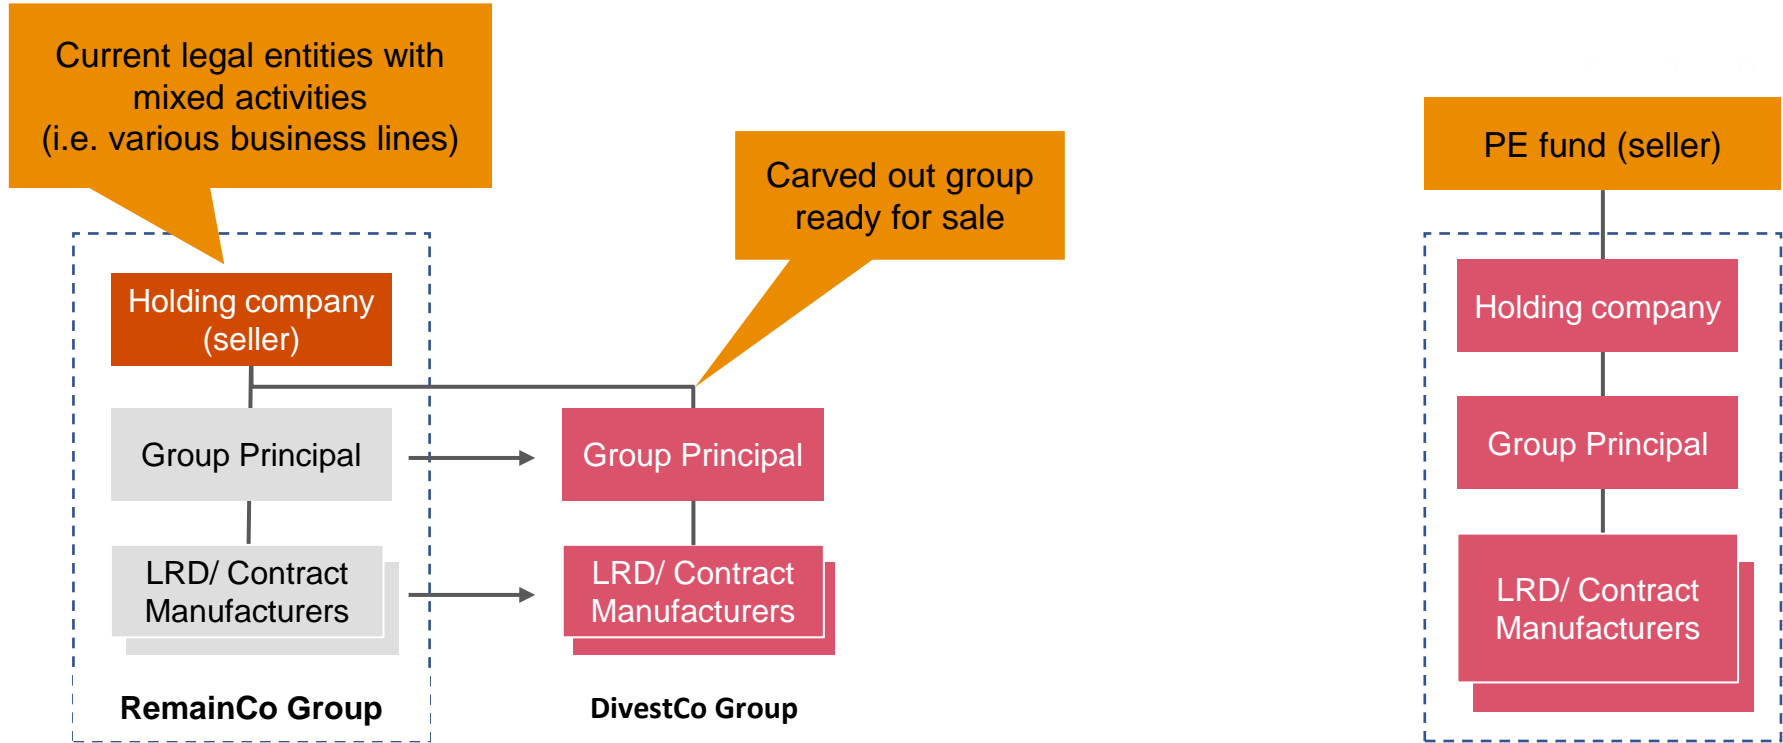 Current legal entities with
mixed activities
(i.e. various business lines)
Carved out group
ready for sale
Holding company
(seller)
Group Principal
Group Principal
LRD/ Contract
Manufacturers
LRD/ Contract
Manufacturers
RemainCo Group
DivestCo Group
PE fund (seller)
Holding company
Group Principal
LRD/ Contract
Manufacturers